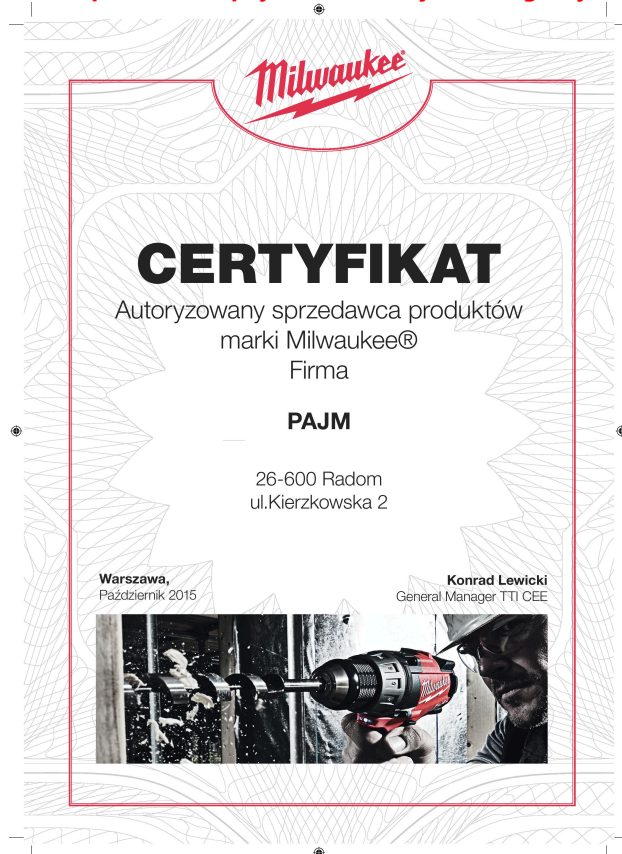 Milwaukee®
CERTYFIKAT
Autoryzowany sprzedawca produktów
marki Milwaukee®
Firma
PAJM
26-600 Radom
ul.Kierzkowska 2
Warszawa,
Październik 2015
Konrad Lewicki
General Manager TTI CEE
Milwaukee